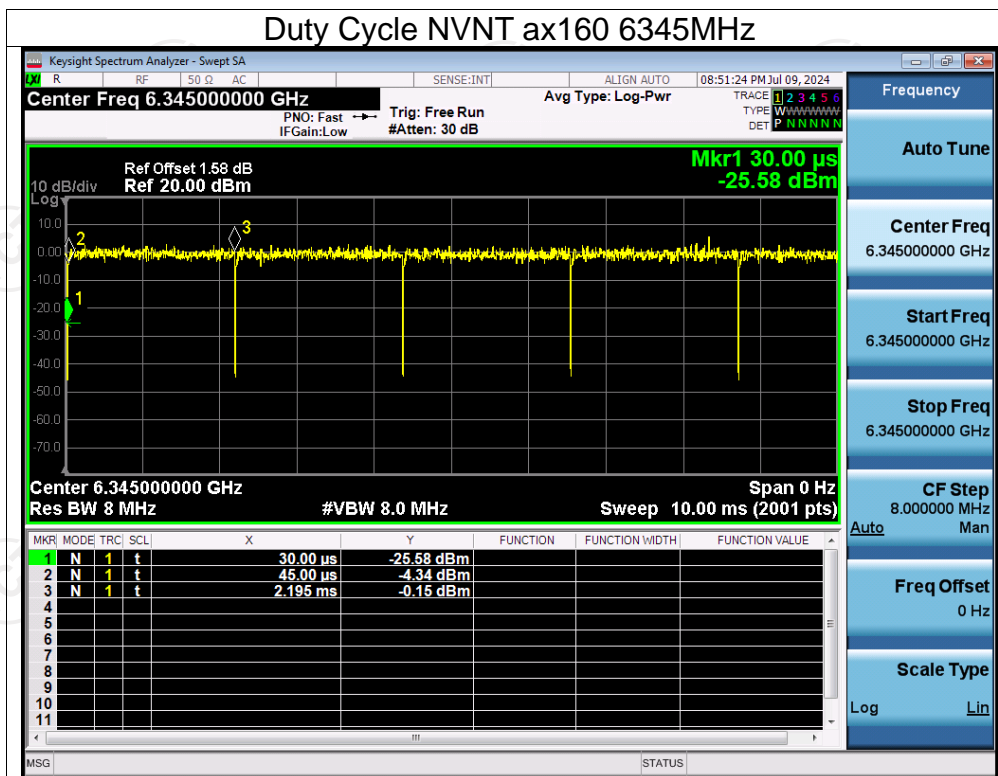 Duty Cycle NVNT ax160 6345MHz
Keysight Spectrum Analyzer - Swept SA
LXI R RF 50 Ω AC SENSE:INT ALIGN AUTO 08:51:24 PM Jul 09, 2024
Center Freq 6.345000000 GHz
PNO: Fast
IFGain:Low
Trig: Free Run
#Atten: 30 dB
Avg Type: Log-Pwr
TRACE 1 2 3 4 5 6
TYPE WWWWWW
DET P N N N N N
Frequency
Ref Offset 1.58 dB
10 dB/div Ref 20.00 dBm
Log
Mkr1 30.00 µs
-25.58 dBm
10.0
0.00
-10.0
-20.0
-30.0
-40.0
-50.0
-60.0
-70.0
2
3
1
Center 6.345000000 GHz Span 0 Hz
Res BW 8 MHz #VBW 8.0 MHz Sweep 10.00 ms (2001 pts)
MKR MODE TRC SCL X Y FUNCTION FUNCTION WIDTH FUNCTION VALUE
1 N 1 t 30.00 µs -25.58 dBm
2 N 1 t 45.00 µs -4.34 dBm
3 N 1 t 2.195 ms -0.15 dBm
4
5
6
7
8
9
10
11
MSG STATUS
Auto Tune
Center Freq
6.345000000 GHz
Start Freq
6.345000000 GHz
Stop Freq
6.345000000 GHz
CF Step
8.000000 MHz
Auto Man
Freq Offset
0 Hz
Scale Type
Log Lin